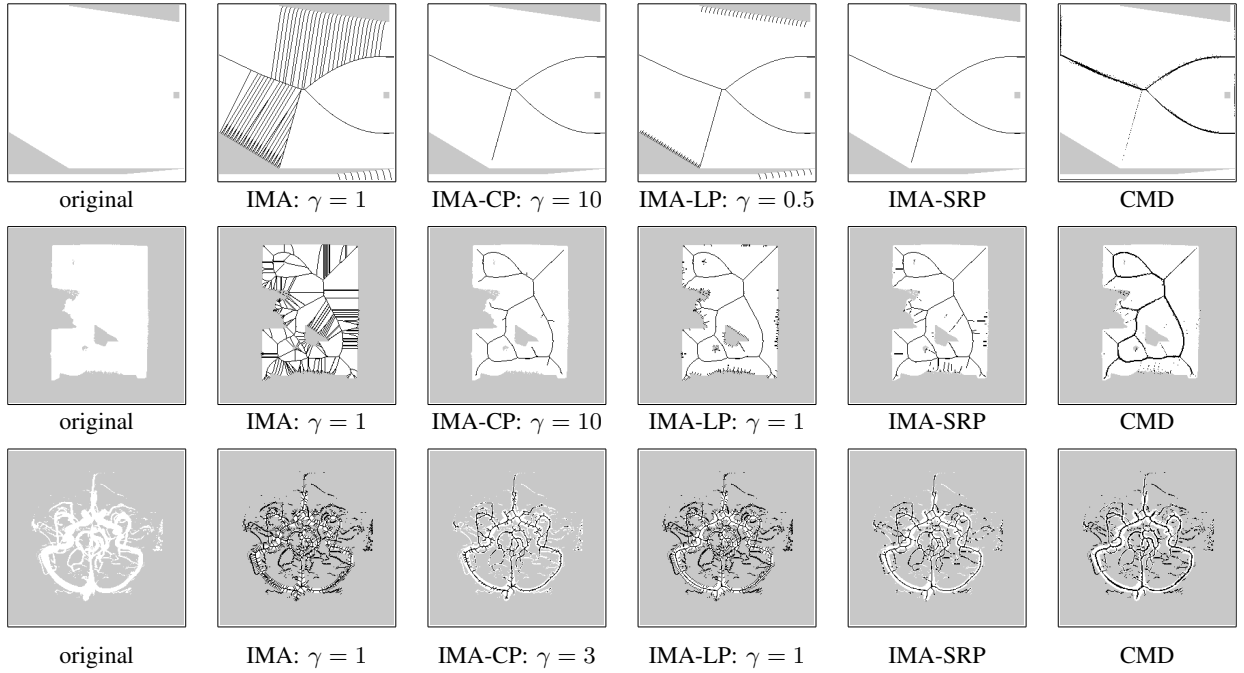 original IMA: γ = 1 IMA-CP: γ = 10 IMA-LP: γ = 0.5 IMA-SRP CMD
original IMA: γ = 1 IMA-CP: γ = 10 IMA-LP: γ = 1 IMA-SRP CMD
original IMA: γ = 1 IMA-CP: γ = 3 IMA-LP: γ = 1 IMA-SRP CMD